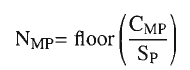 N_MP= floor(C_MP/S_P)